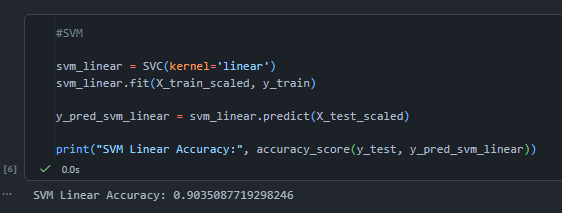 #SVM
svm_linear = SVC(kernel='linear')
svm_linear.fit(X_train_scaled, y_train)
y_pred_svm_linear = svm_linear.predict(X_test_scaled)
print("SVM Linear Accuracy:", accuracy_score(y_test, y_pred_svm_linear))
[6]
0.0s
SVM Linear Accuracy: 0.9035087719298246